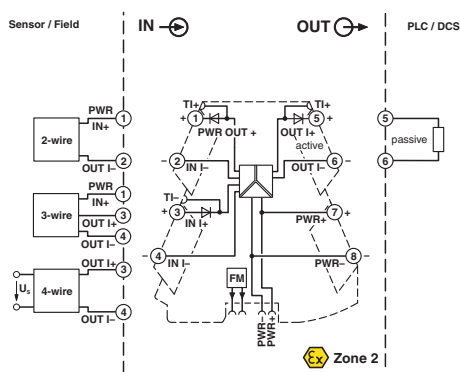 Sensor / Field
IN
OUT
PLC / DCS
2-wire
PWR
IN+
1
OUT I–
2
3-wire
PWR
IN+
1
OUT I+
3
OUT I–
4
Us
4-wire
OUT I+
3
OUT I–
4
TI+
+
1
PWR OUT +
–
2
IN I–
TI–
+
3
IN I+
–
4
IN I–
TI+
5
+
OUT I+
active
6
–
OUT I–
7
+
PWR+
8
–
PWR–
FM
PWR–
PWR+
5
passive
6
Ex Zone 2